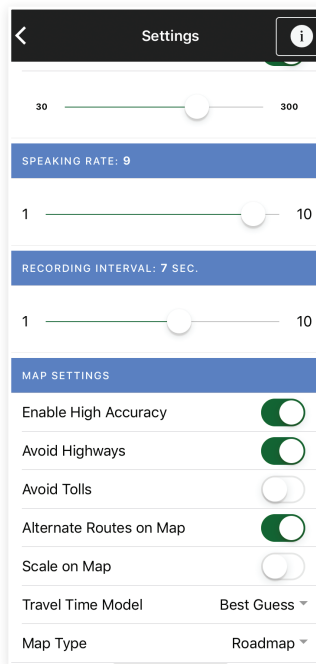 Settings
i
30 300
SPEAKING RATE: 9
1 10
RECORDING INTERVAL: 7 SEC.
1 10
MAP SETTINGS
Enable High Accuracy
Avoid Highways
Avoid Tolls
Alternate Routes on Map
Scale on Map
Travel Time Model Best Guess
Map Type Roadmap